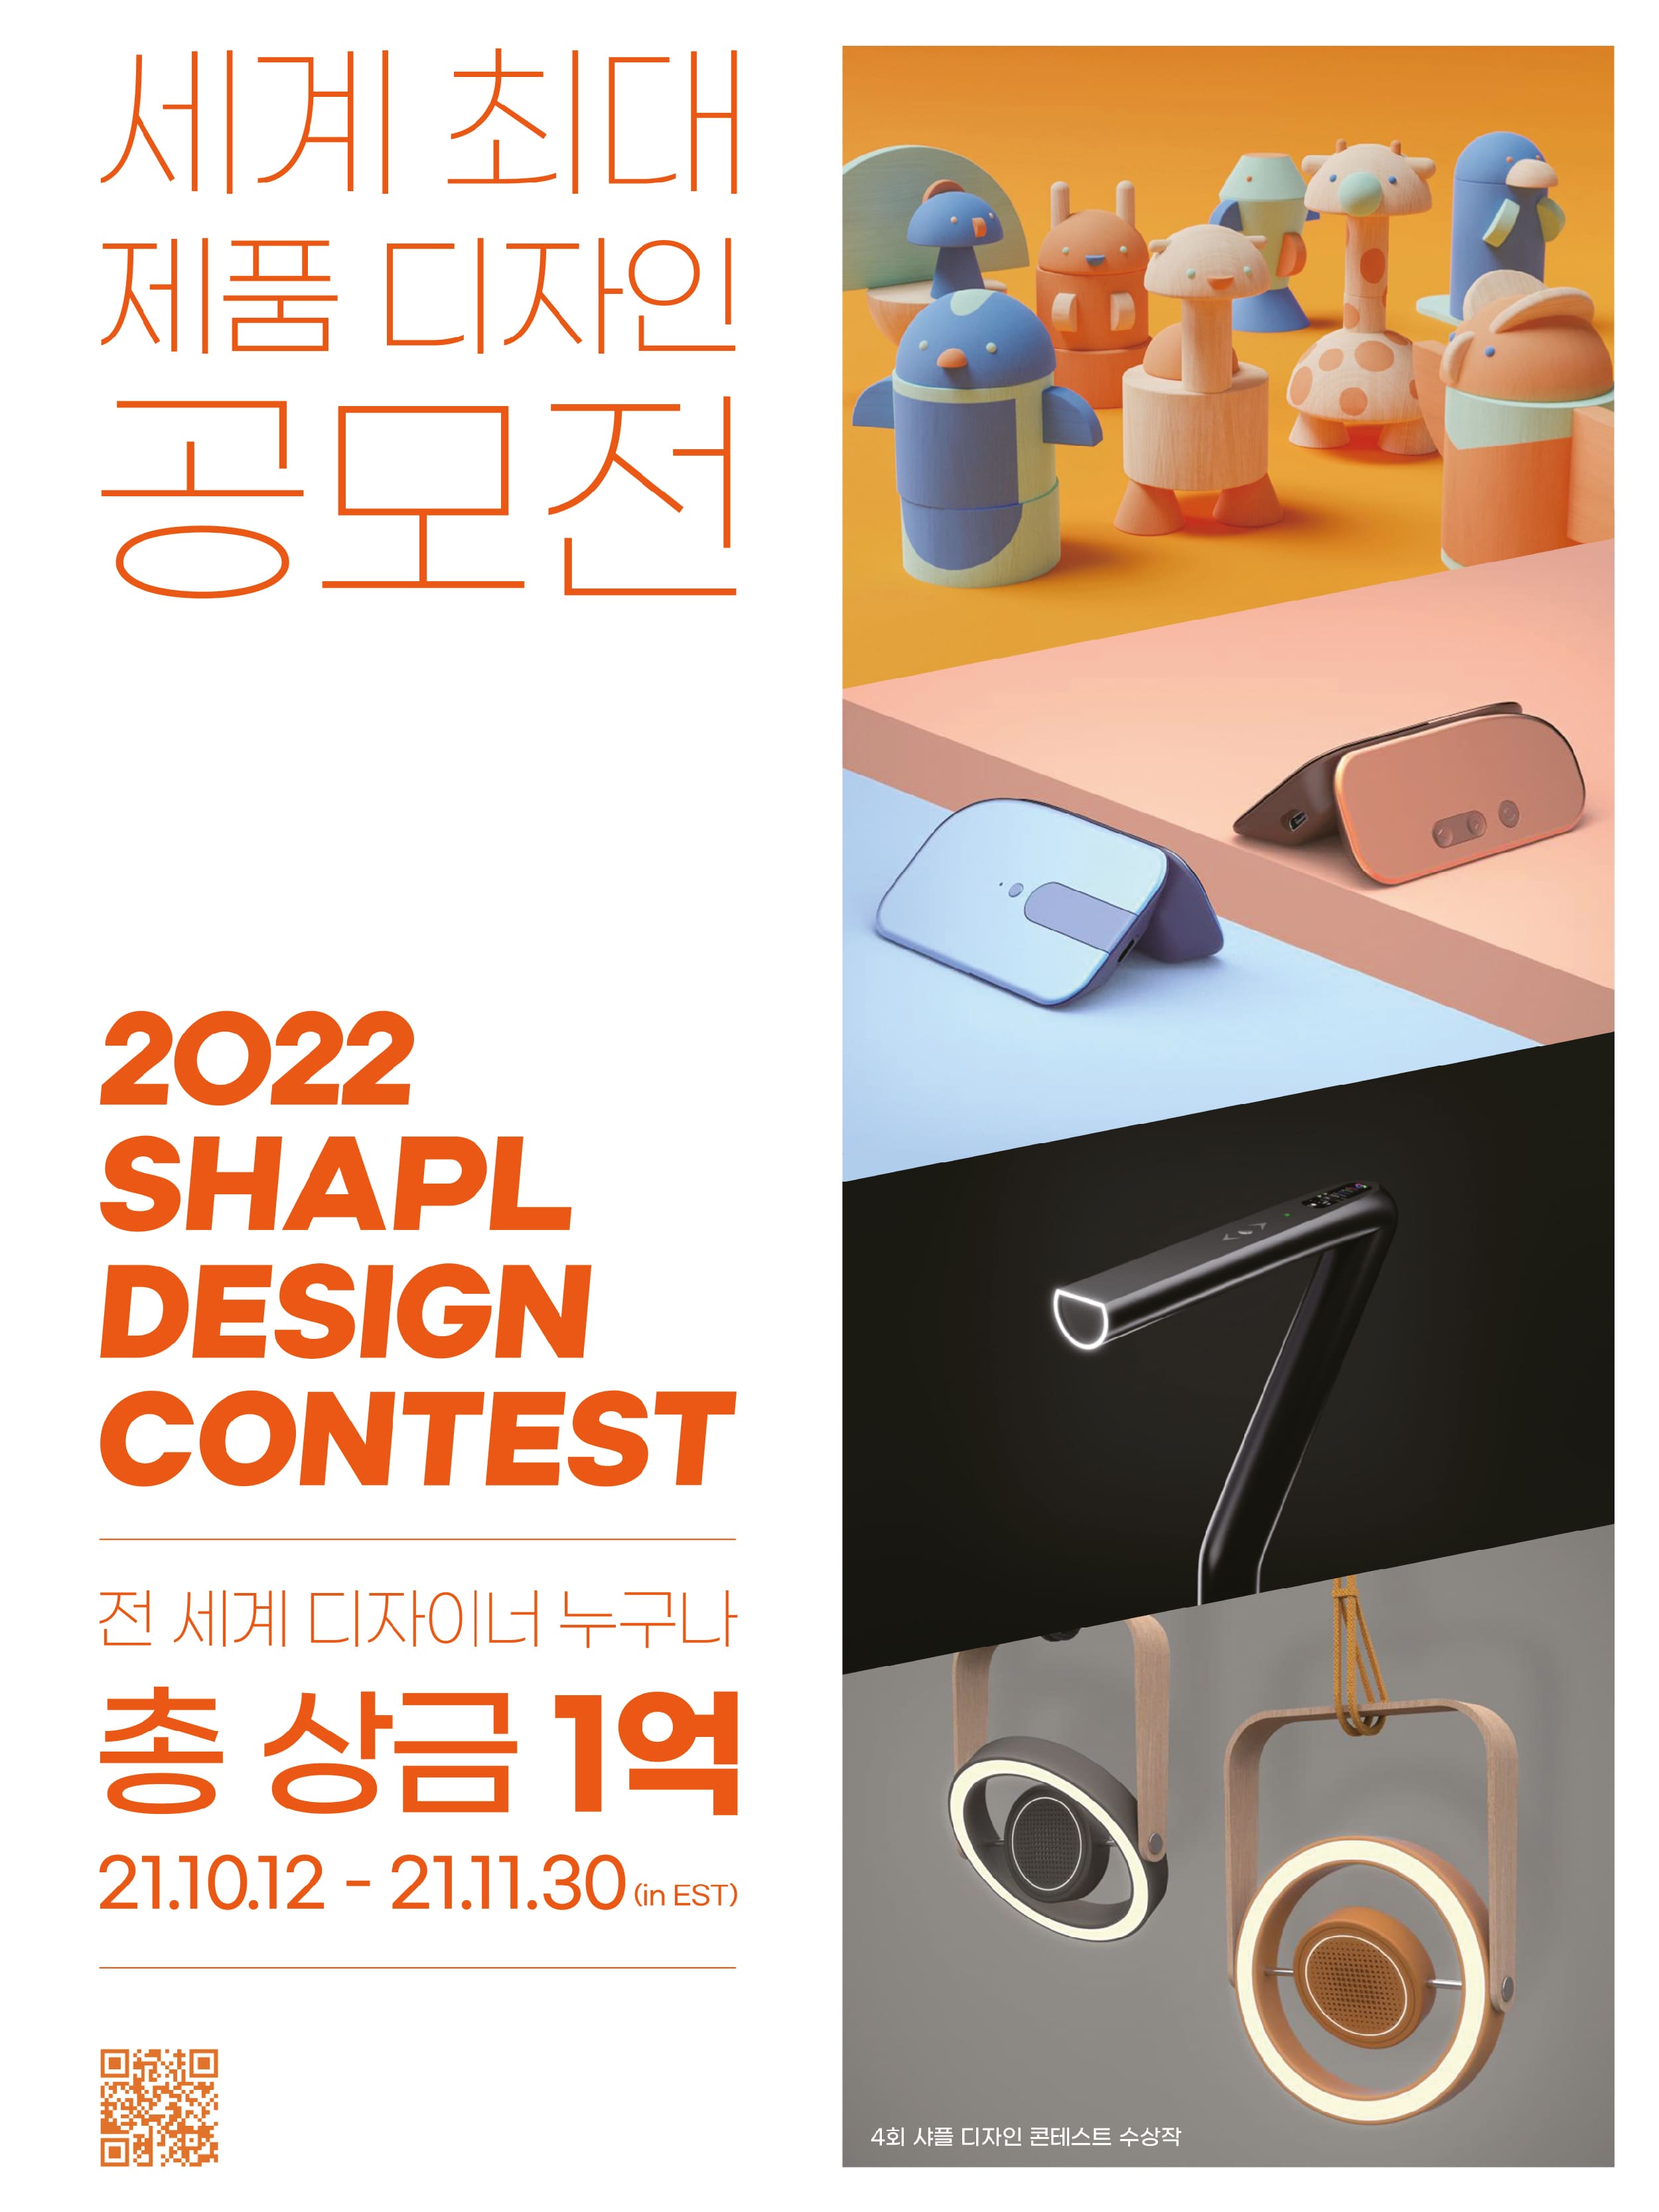 세계 최대
제품 디자인
공모전
2022
SHAPL
DESIGN
CONTEST
전 세계 디자이너 누구나
총 상금 1억
21.10.12 - 21.11.30 (in EST)
4회 샤플 디자인 콘테스트 수상작